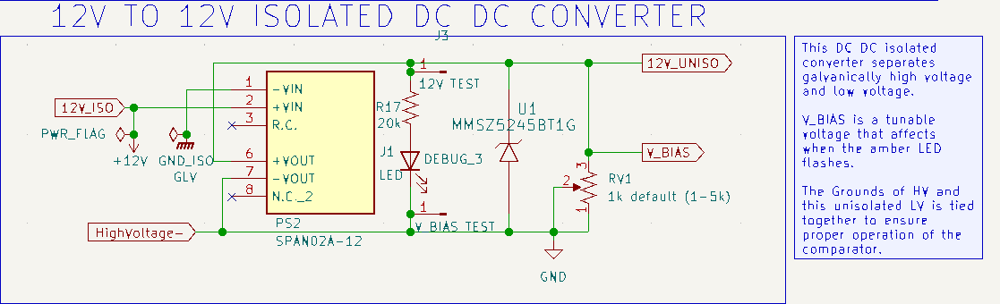 12V TO 12V ISOLATED DC DC CONVERTER
J3
12V_UNISO
1
12V TEST
1
-VIN
2
+VIN
3
R.C.
12V_ISO
PWR_FLAG
+12V
GND_ISO
GLV
6
+VOUT
7
-VOUT
8
N.C._2
PS2
SPAN02A-12
HighVoltage-
R17
20k
J1
LED
DEBUG_3
1
V_BIAS TEST
U1
MMSZ5245BT1G
V_BIAS
3
2
1
RV1
1k default (1-5k)
GND
This DC DC isolated
converter separates
galvanically high voltage
and low voltage.
V_BIAS is a tunable
voltage that affects
when the amber LED
flashes.
The Grounds of HV and
this unisolated LV is tied
together to ensure
proper operation of the
comparator.